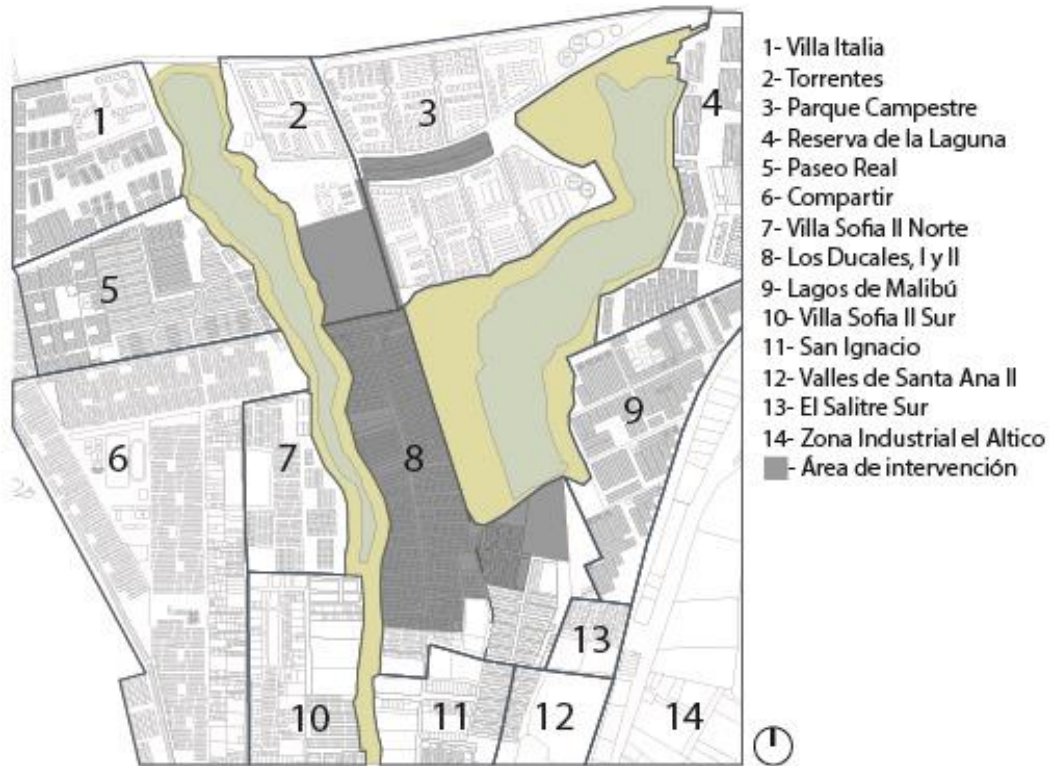 1- Villa Italia
2- Torrentes
3- Parque Campestre
4- Reserva de la Laguna
5- Paseo Real
6- Compartir
7- Villa Sofia II Norte
8- Los Ducales, I y II
9- Lagos de Malibú
10- Villa Sofia II Sur
11- San Ignacio
12- Valles de Santa Ana II
13- El Salitre Sur
14- Zona Industrial el Altico
- Área de intervención
1
2
3
4
5
6
7
8
9
10
11
12
13
14